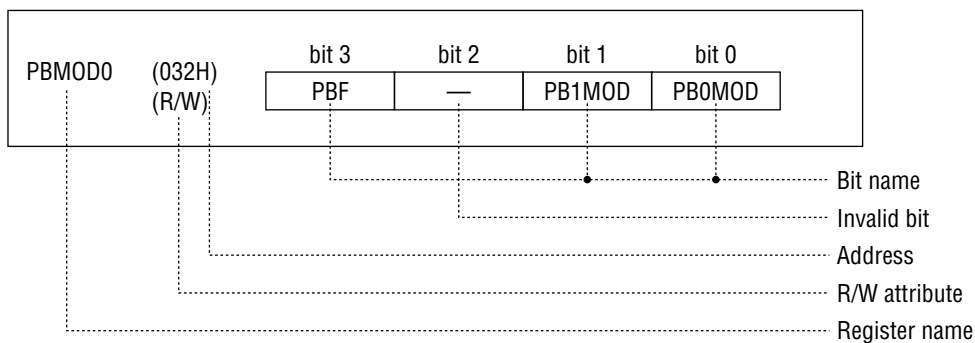 bit 3 bit 2 bit 1 bit 0
PBMOD0 (032H) PBF — PB1MOD PB0MOD
(R/W)
Bit name
Invalid bit
Address
R/W attribute
Register name